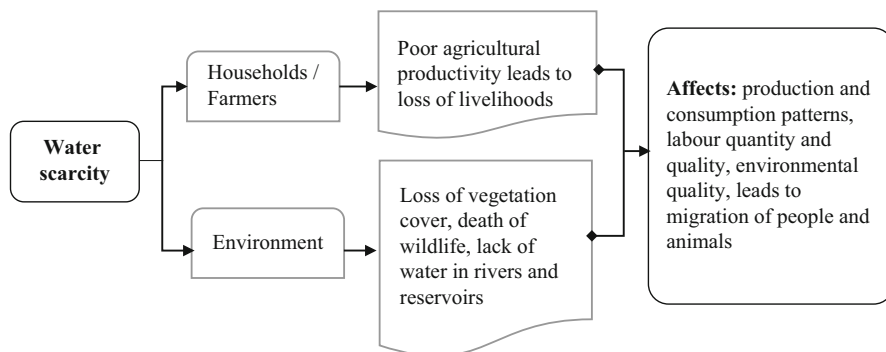 Water
scarcity
Households /
Farmers
Poor agricultural
productivity leads to
loss of livelihoods
Environment
Loss of vegetation
cover, death of
wildlife, lack of
water in rivers and
reservoirs
Affects: production and
consumption patterns,
labour quantity and
quality, environmental
quality, leads to
migration of people and
animals